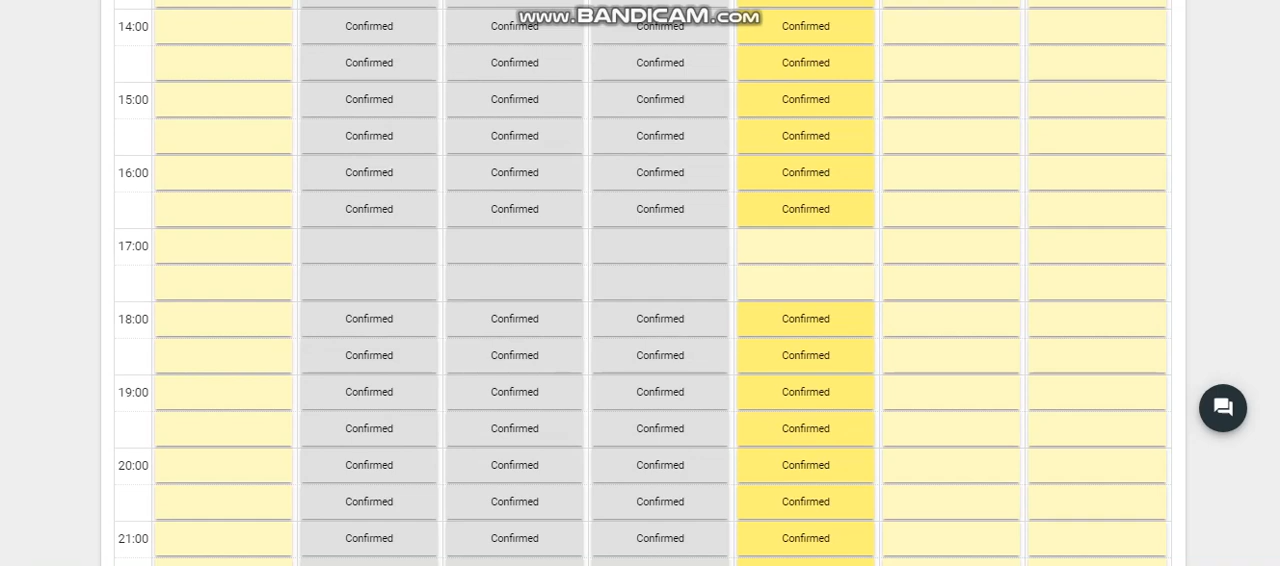 www.BANDICAM.com
14:00 Confirmed Confirmed Confirmed Confirmed
Confirmed Confirmed Confirmed Confirmed
15:00 Confirmed Confirmed Confirmed Confirmed
Confirmed Confirmed Confirmed Confirmed
16:00 Confirmed Confirmed Confirmed Confirmed
Confirmed Confirmed Confirmed Confirmed
17:00
18:00 Confirmed Confirmed Confirmed Confirmed
Confirmed Confirmed Confirmed Confirmed
19:00 Confirmed Confirmed Confirmed Confirmed
Confirmed Confirmed Confirmed Confirmed
20:00 Confirmed Confirmed Confirmed Confirmed
Confirmed Confirmed Confirmed Confirmed
21:00 Confirmed Confirmed Confirmed Confirmed